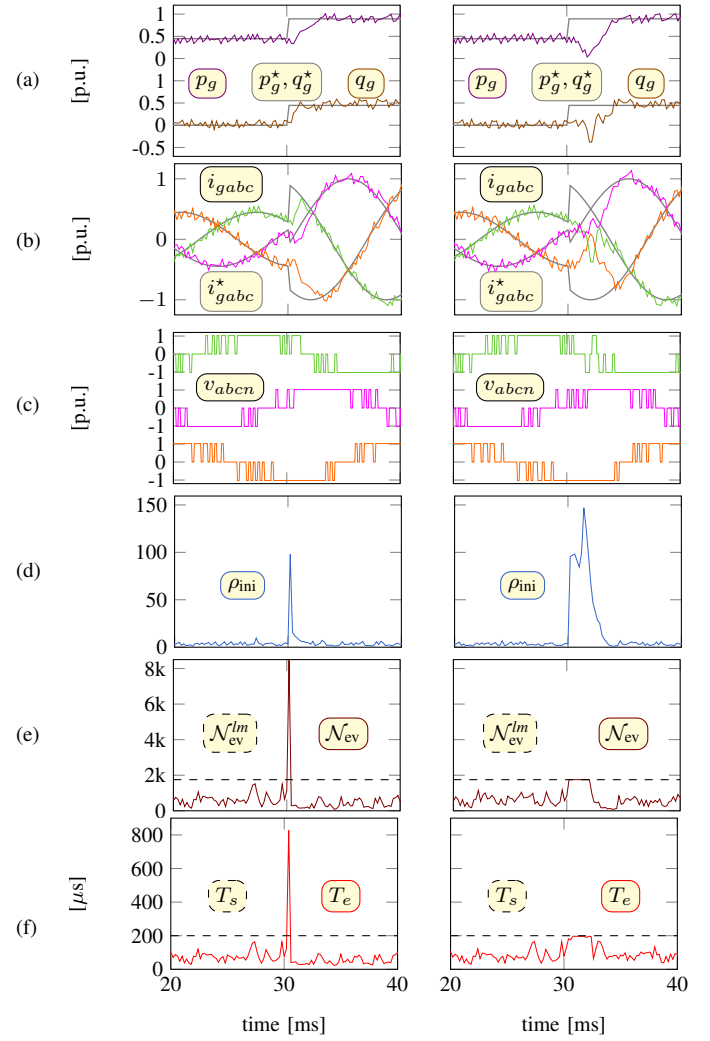 (a) [p.u.] 1 0.5 0 1 0.5 0 -0.5
p_g p_g^⋆, q_g^⋆ q_g p_g p_g^⋆, q_g^⋆ q_g
(b) [p.u.] 1 0 −1
i_gabc i_gabc
i_gabc^⋆ i_gabc^⋆
(c) [p.u.] 1 0 -1 1 0 -1 1 0 -1
v_abcn v_abcn
(d) 150 100 50 0
ρ_ini ρ_ini
(e) 8k 6k 4k 2k 0
N_ev^lm N_ev N_ev^lm N_ev
(f) [μs] 800 600 400 200 0
T_s T_e T_s T_e
20 30 40 20 30 40
time [ms] time [ms]